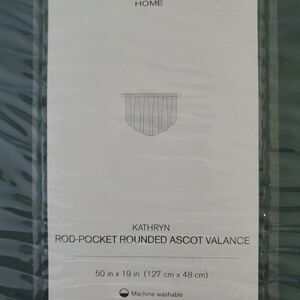 HOME
KATHRYN
ROD-POCKET ROUNDED ASCOT VALANCE
50 in x 19 in (127 cm x 48 cm)
Machine washable